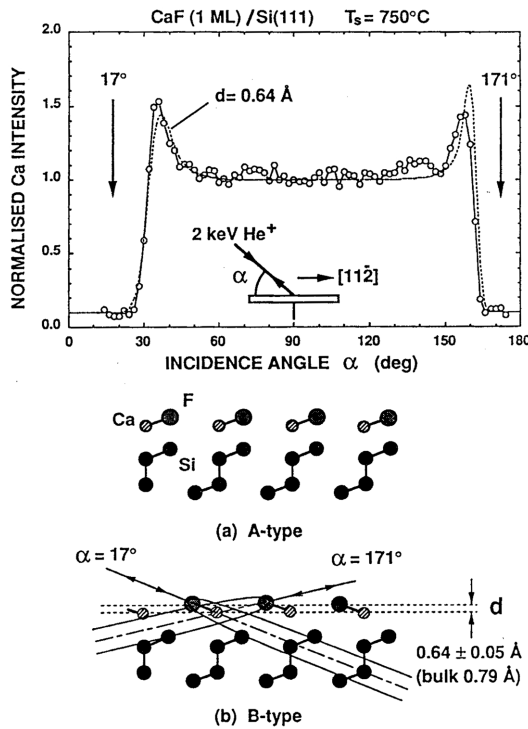 CaF (1 ML) / Si(111) Tₛ = 750°C
NORMALISED Ca INTENSITY
2.0
1.5
1.0
0.5
0.0
17°
d= 0.64 Å
171°
2 keV He⁺
α
[112̄]
0 30 60 90 120 150 180
INCIDENCE ANGLE α (deg)
Ca F
Si
(a) A-type
α = 17° α = 171°
d
0.64 ± 0.05 Å
(bulk 0.79 Å)
(b) B-type